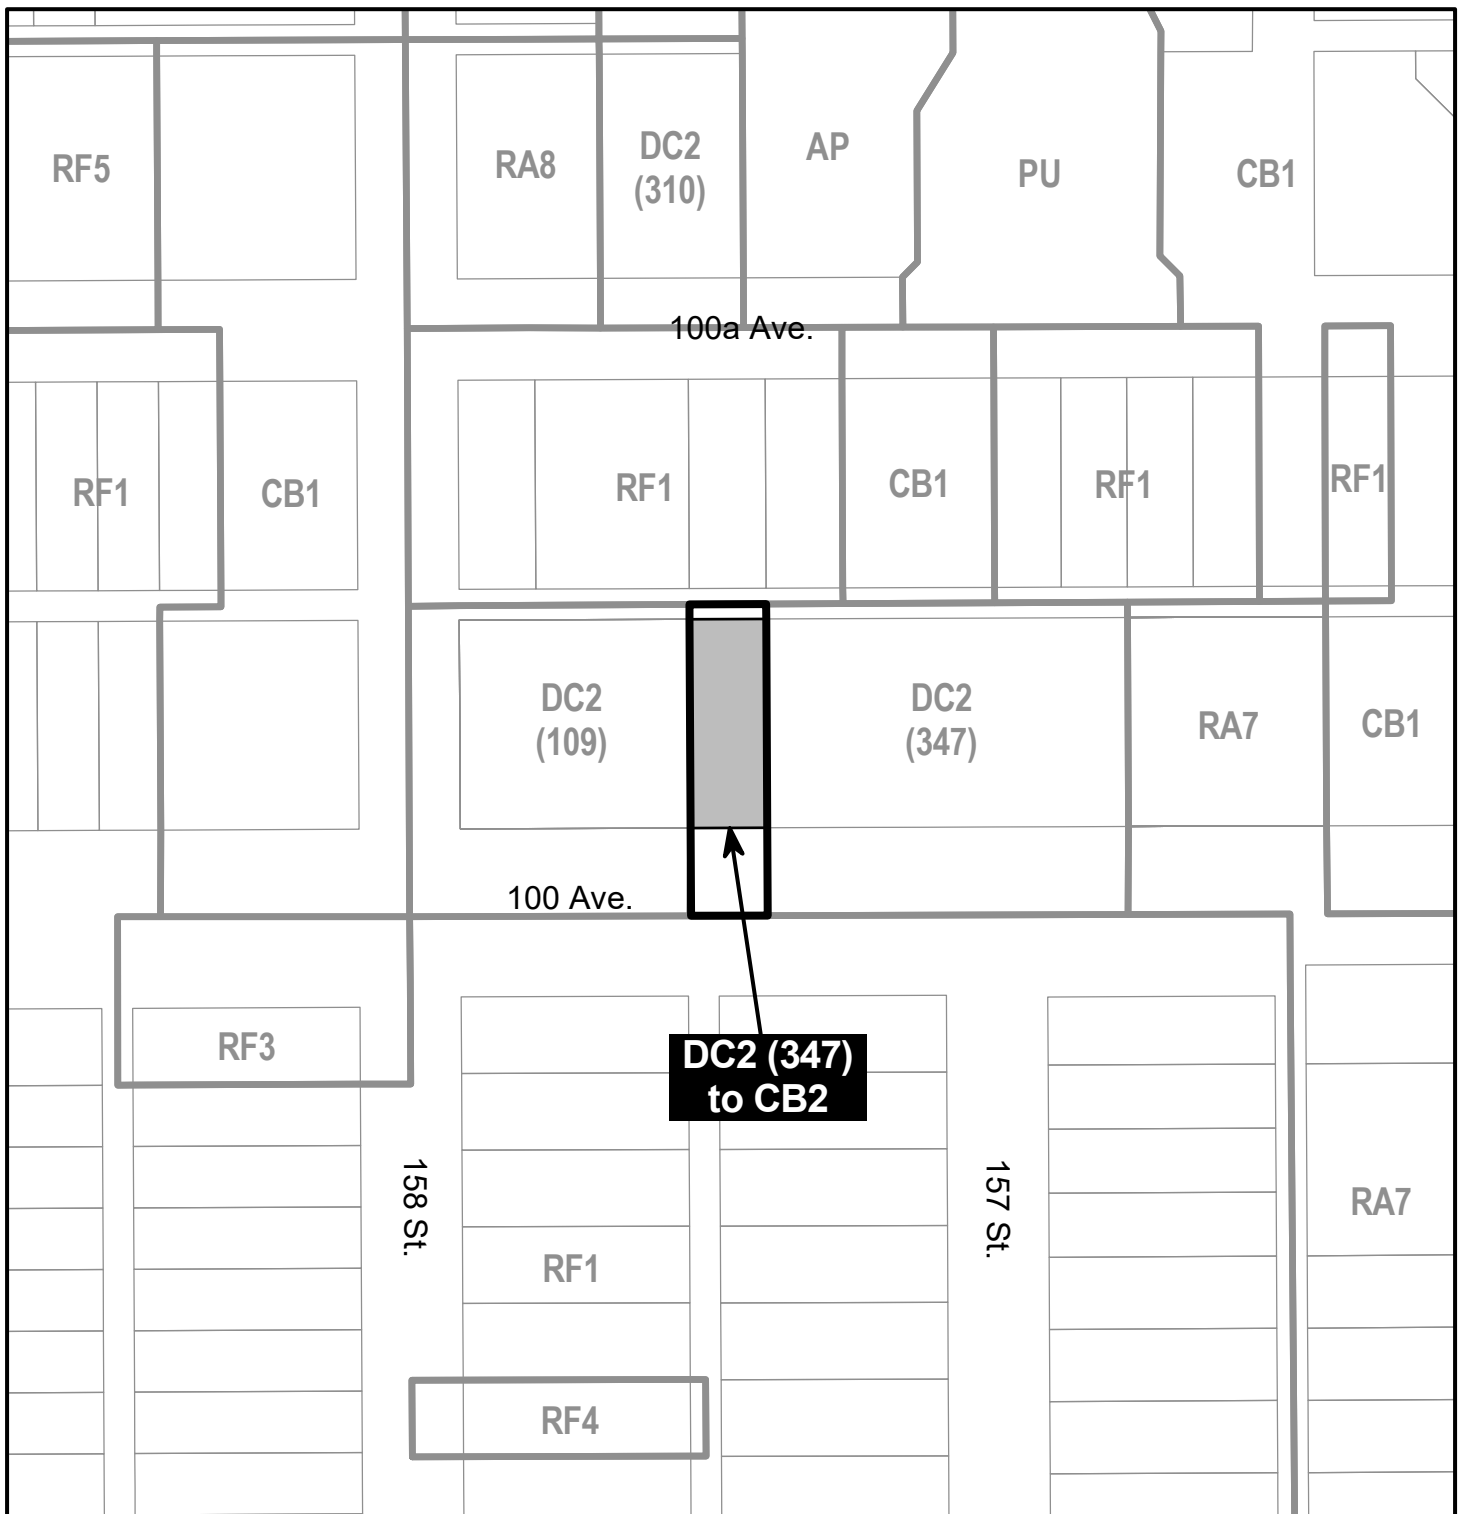 RF5
RA8
DC2
(310)
AP
PU
CB1
100a Ave.
RF1
CB1
RF1
CB1
RF1
RF1
DC2
(109)
DC2
(347)
RA7
CB1
100 Ave.
RF3
DC2 (347)
to CB2
158 St.
157 St.
RA7
RF1
RF4